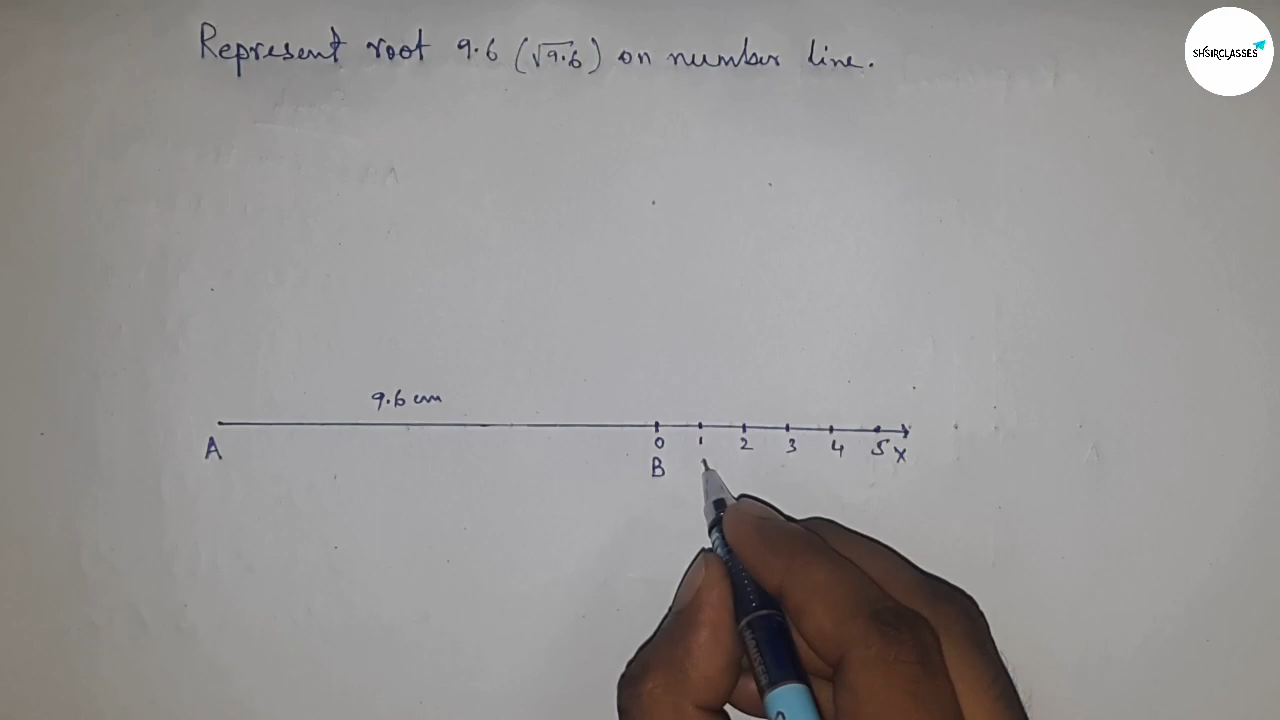 Represent root 9.6 (√9.6) on number line.
SHSIRCLASSES
9.6 cm
A 0 1 2 3 4 5 X
B
HAUSER